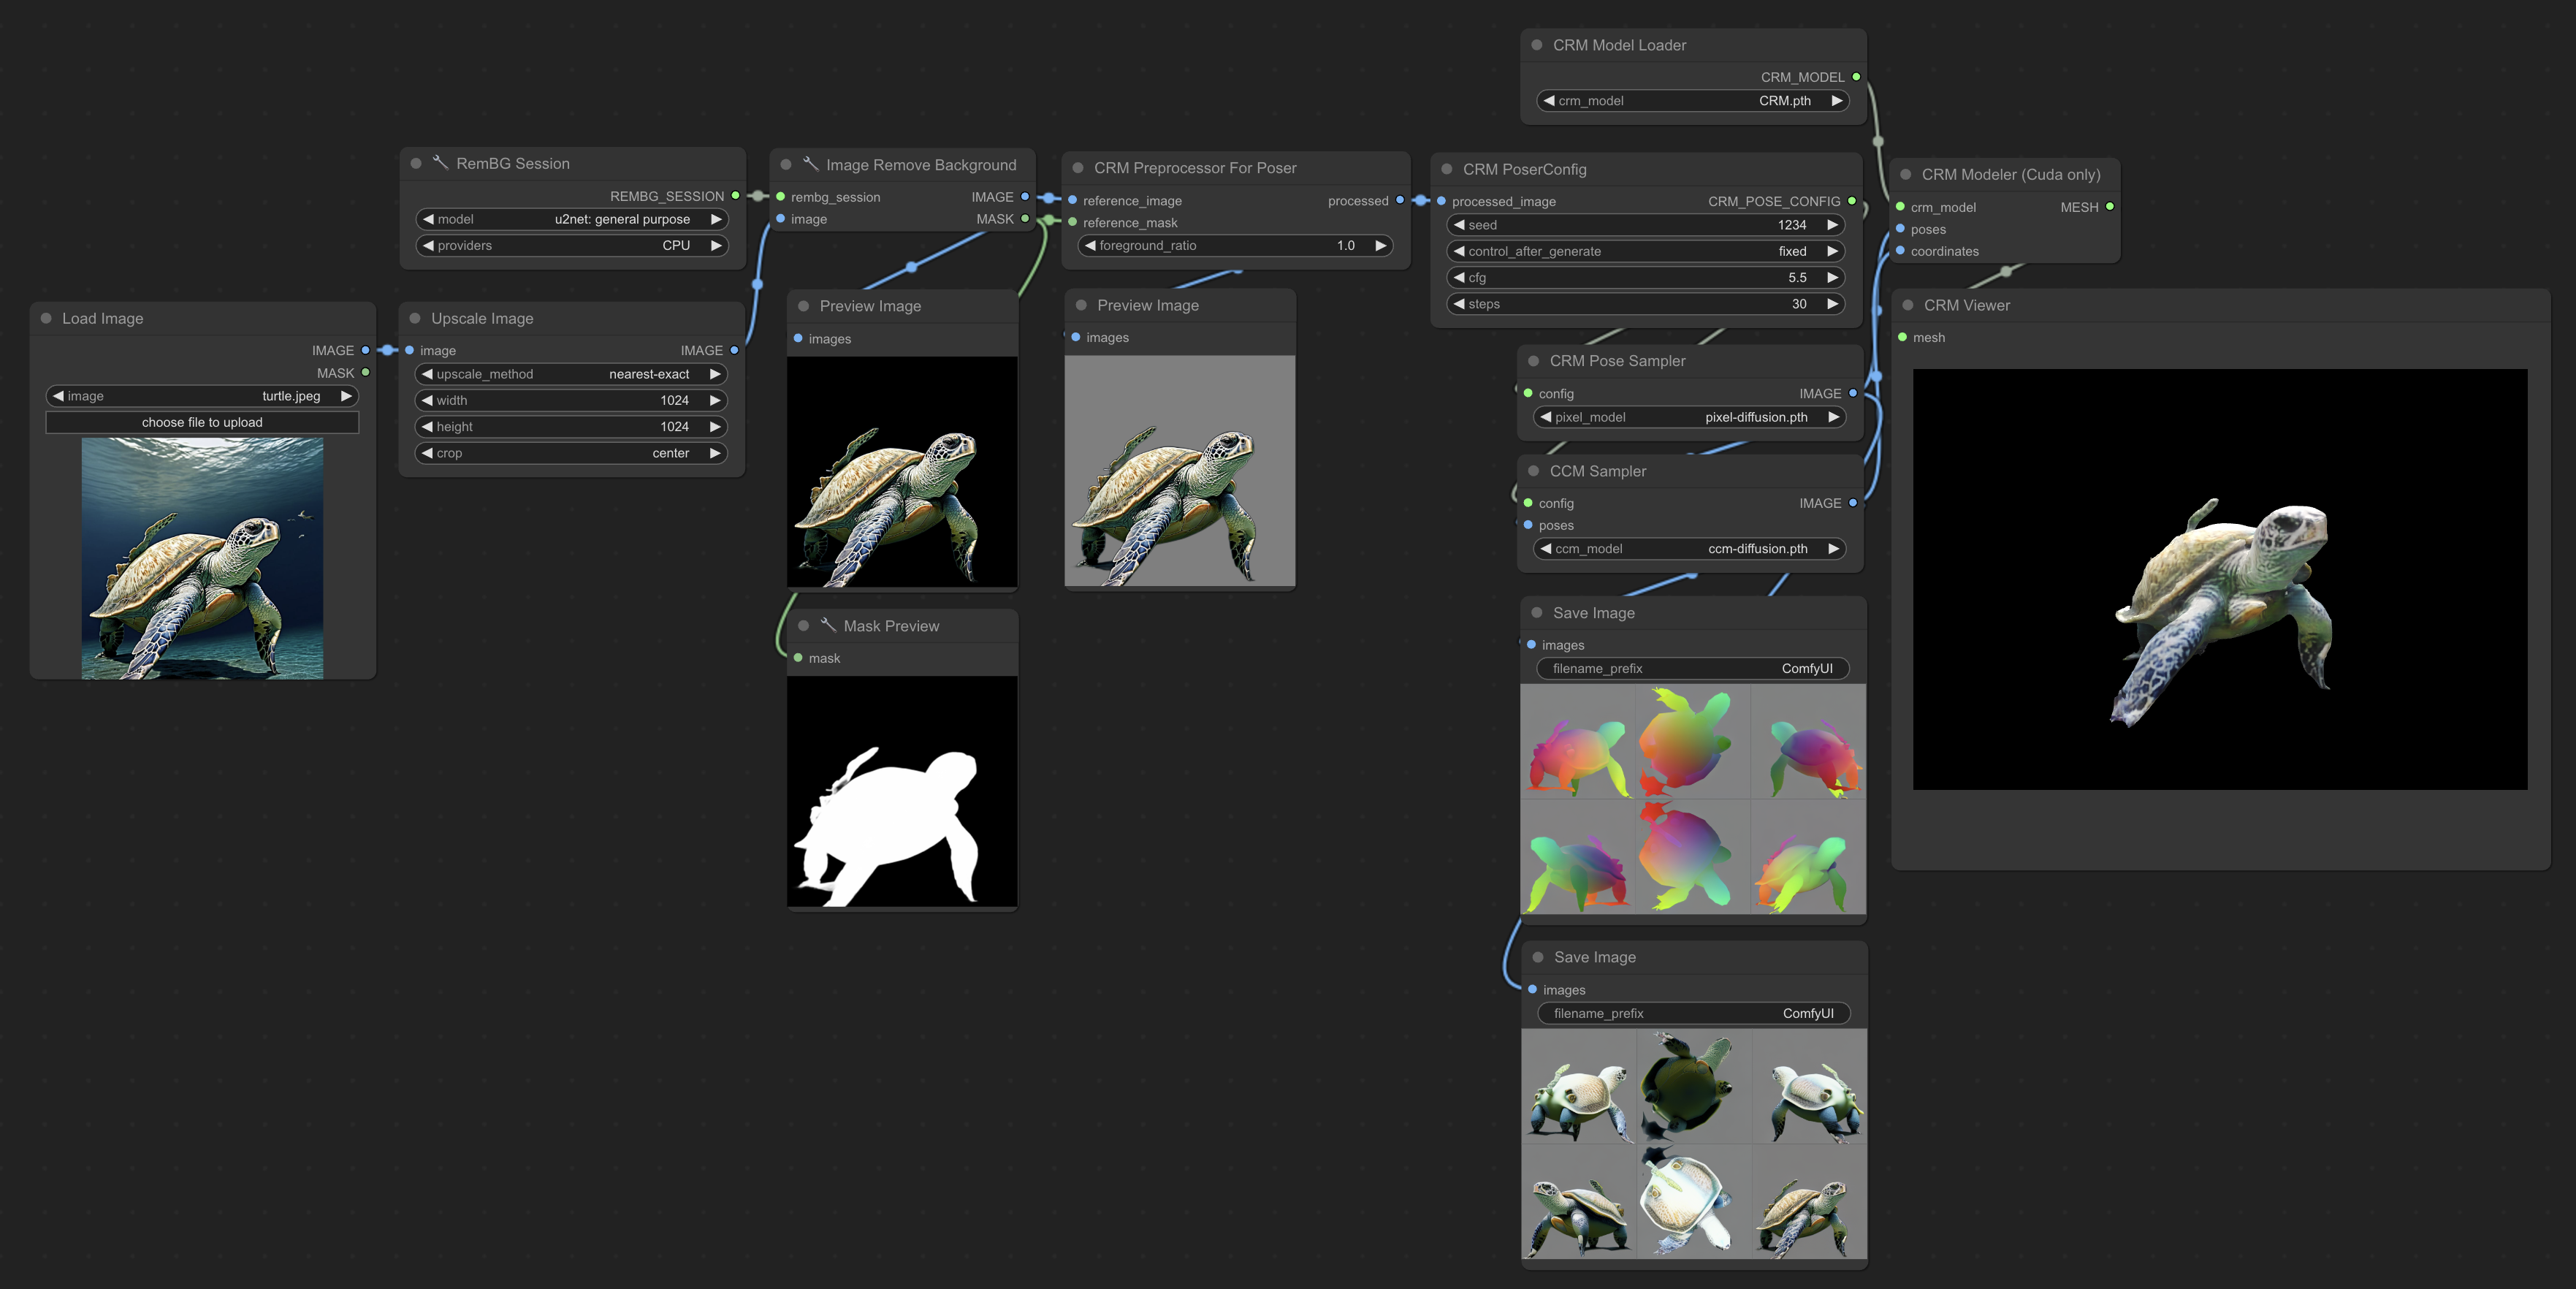 Load Image
IMAGE
MASK
image turtle.jpeg
choose file to upload
RemBG Session
REMBG_SESSION
model u2net: general purpose
providers CPU
Upscale Image
image IMAGE
upscale_method nearest-exact
width 1024
height 1024
crop center
Image Remove Background
rembg_session IMAGE
image MASK
Preview Image
images
Mask Preview
mask
CRM Preprocessor For Poser
reference_image processed
reference_mask
foreground_ratio 1.0
Preview Image
images
CRM PoserConfig
processed_image CRM_POSE_CONFIG
seed 1234
control_after_generate fixed
cfg 5.5
steps 30
CRM Model Loader
CRM_MODEL
crm_model CRM.pth
CRM Pose Sampler
config IMAGE
pixel_model pixel-diffusion.pth
CCM Sampler
config IMAGE
poses
ccm_model ccm-diffusion.pth
Save Image
images
filename_prefix ComfyUI
Save Image
images
filename_prefix ComfyUI
CRM Modeler (Cuda only)
crm_model MESH
poses
coordinates
CRM Viewer
mesh